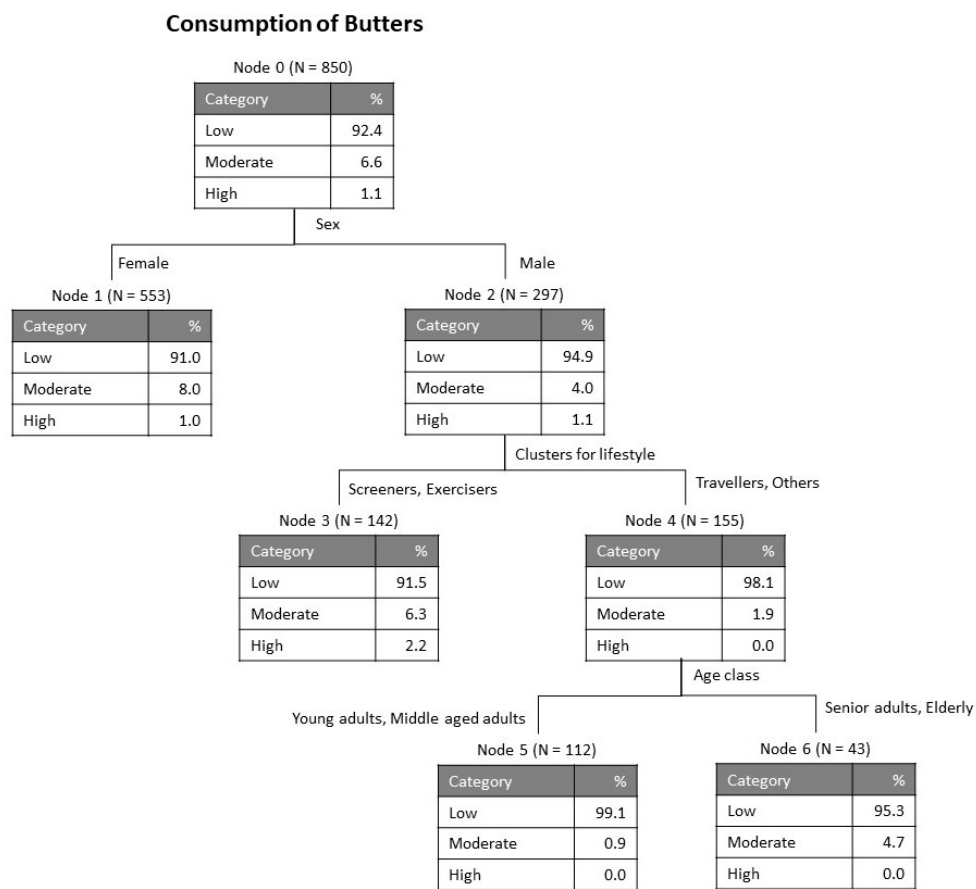 Consumption of Butters
Node 0 (N = 850)
Category %
Low 92.4
Moderate 6.6
High 1.1
Sex
Female
Male
Node 1 (N = 553)
Category %
Low 91.0
Moderate 8.0
High 1.0
Node 2 (N = 297)
Category %
Low 94.9
Moderate 4.0
High 1.1
Clusters for lifestyle
Screeners, Exercisers
Travellers, Others
Node 3 (N = 142)
Category %
Low 91.5
Moderate 6.3
High 2.2
Node 4 (N = 155)
Category %
Low 98.1
Moderate 1.9
High 0.0
Age class
Young adults, Middle aged adults
Senior adults, Elderly
Node 5 (N = 112)
Category %
Low 99.1
Moderate 0.9
High 0.0
Node 6 (N = 43)
Category %
Low 95.3
Moderate 4.7
High 0.0